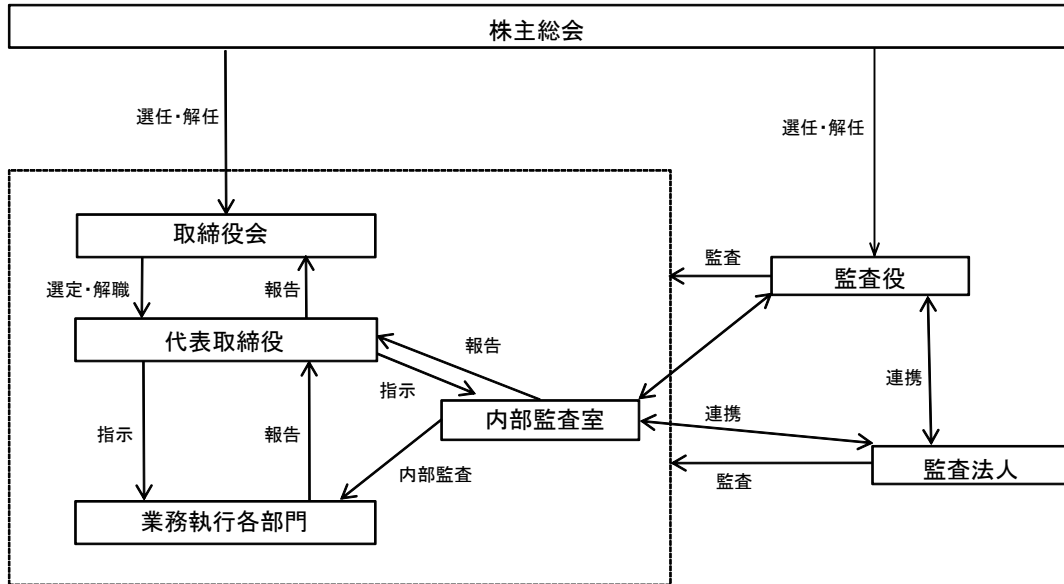 株主総会
選任・解任
選任・解任
取締役会
監査
監査役
選定・解職
報告
代表取締役
報告
指示
連携
内部監査室
連携
指示
報告
内部監査
監査法人
監査
業務執行各部門